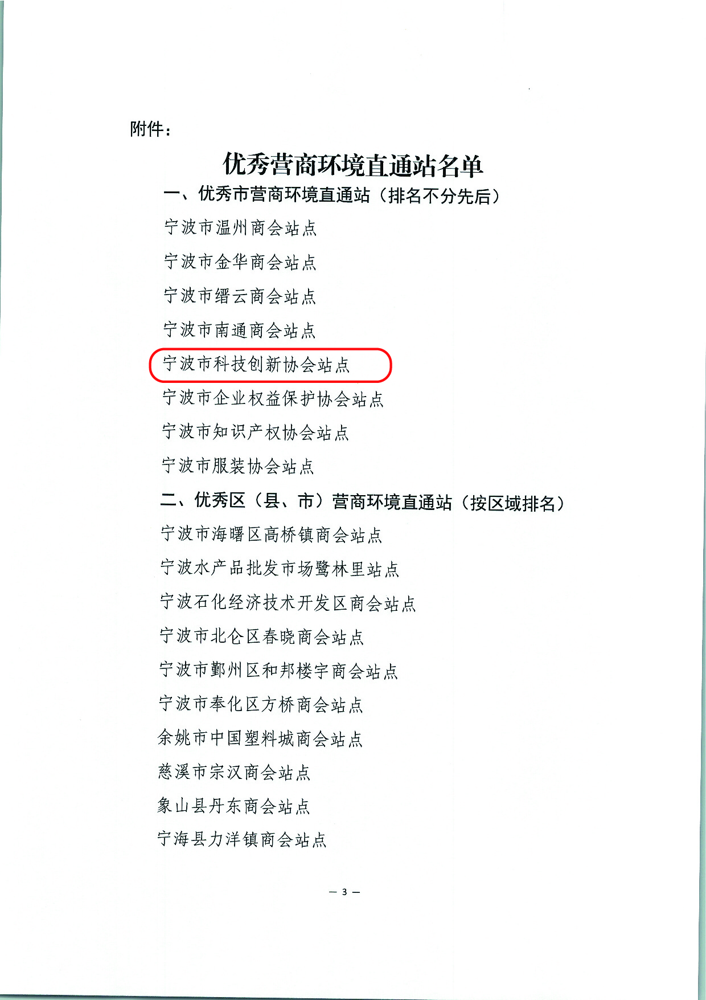 附件：
优秀营商环境直通站名单
一、优秀市营商环境直通站（排名不分先后）
宁波市温州商会站点
宁波市金华商会站点
宁波市缙云商会站点
宁波市南通商会站点
宁波市科技创新协会站点
宁波市企业权益保护协会站点
宁波市知识产权协会站点
宁波市服装协会站点
二、优秀区（县、市）营商环境直通站（按区域排名）
宁波市海曙区高桥镇商会站点
宁波水产品批发市场鹭林里站点
宁波石化经济技术开发区商会站点
宁波市北仑区春晓商会站点
宁波市鄞州区和邦楼宇商会站点
宁波市奉化区方桥商会站点
余姚市中国塑料城商会站点
慈溪市宗汉商会站点
象山县丹东商会站点
宁海县力洋镇商会站点
— 3 —